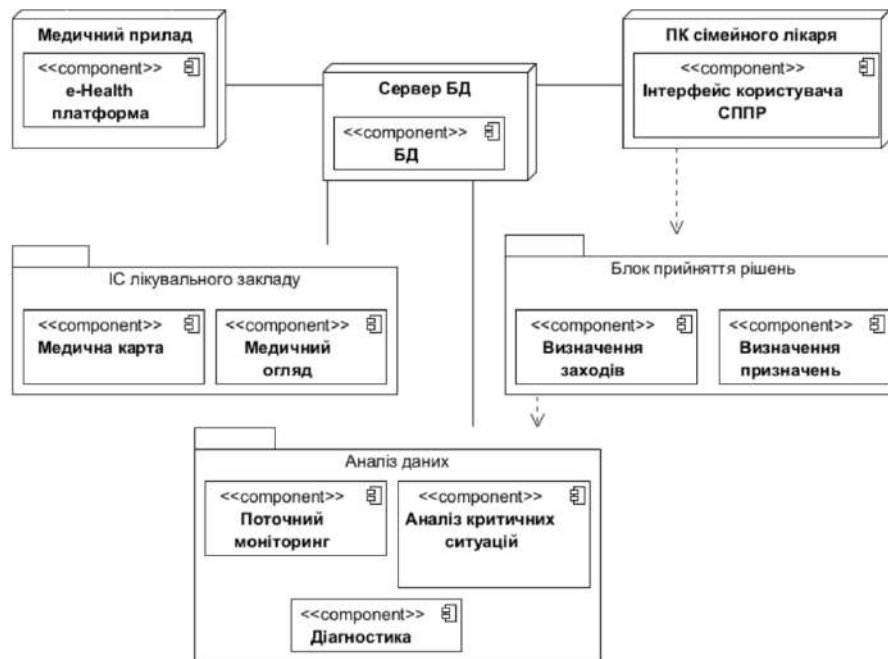 Медичний прилад
<<component>>
e-Health
платформа
Сервер БД
<<component>>
БД
ПК сімейного лікаря
<<component>>
Інтерфейс користувача
СППР
ІС лікувального закладу
<<component>>
Медична карта
<<component>>
Медичний
огляд
Блок прийняття рішень
<<component>>
Визначення
заходів
<<component>>
Визначення
призначень
Аналіз даних
<<component>>
Поточний
моніторинг
<<component>>
Аналіз критичних
ситуацій
<<component>>
Діагностика